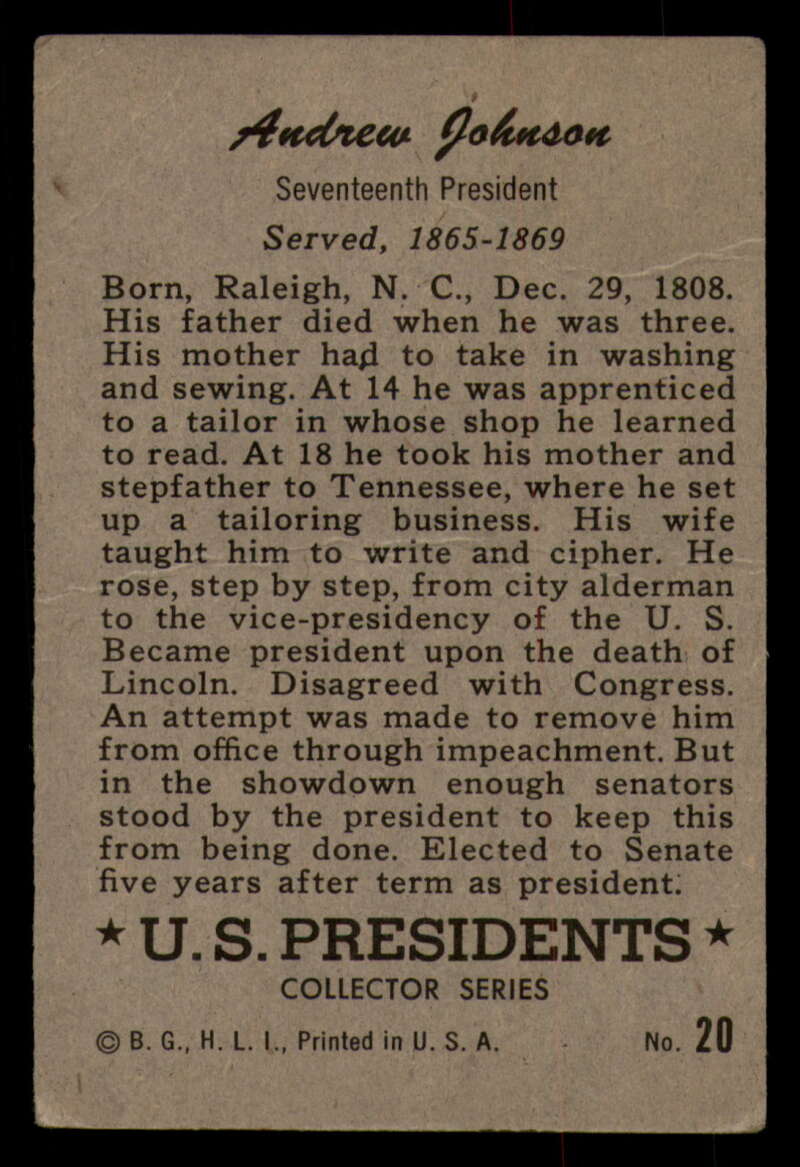 Andrew Johnson
Seventeenth President
Served, 1865-1869
Born, Raleigh, N. C., Dec. 29, 1808.
His father died when he was three.
His mother had to take in washing
and sewing. At 14 he was apprenticed
to a tailor in whose shop he learned
to read. At 18 he took his mother and
stepfather to Tennessee, where he set
up a tailoring business. His wife
taught him to write and cipher. He
rose, step by step, from city alderman
to the vice-presidency of the U. S.
Became president upon the death of
Lincoln. Disagreed with Congress.
An attempt was made to remove him
from office through impeachment. But
in the showdown enough senators
stood by the president to keep this
from being done. Elected to Senate
five years after term as president.
★ U. S. PRESIDENTS ★
COLLECTOR SERIES
© B. G., H. L. I., Printed in U. S. A. No. 20